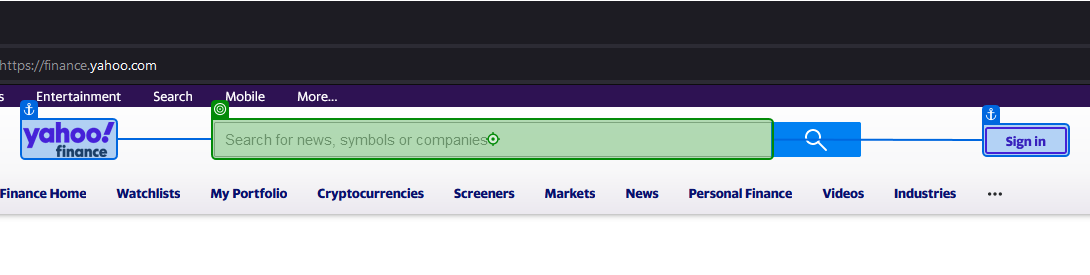 https://finance.yahoo.com
s Entertainment Search Mobile More...
yahoo!
finance
Search for news, symbols or companies
Sign in
Finance Home Watchlists My Portfolio Cryptocurrencies Screeners Markets News Personal Finance Videos Industries ...